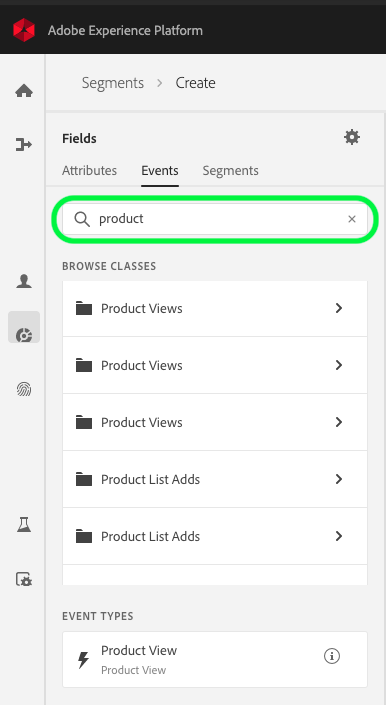 Adobe Experience Platform
Segments > Create
Fields
Attributes Events Segments
product ×
BROWSE CLASSES
Product Views
Product Views
Product Views
Product List Adds
Product List Adds
EVENT TYPES
Product View
Product View